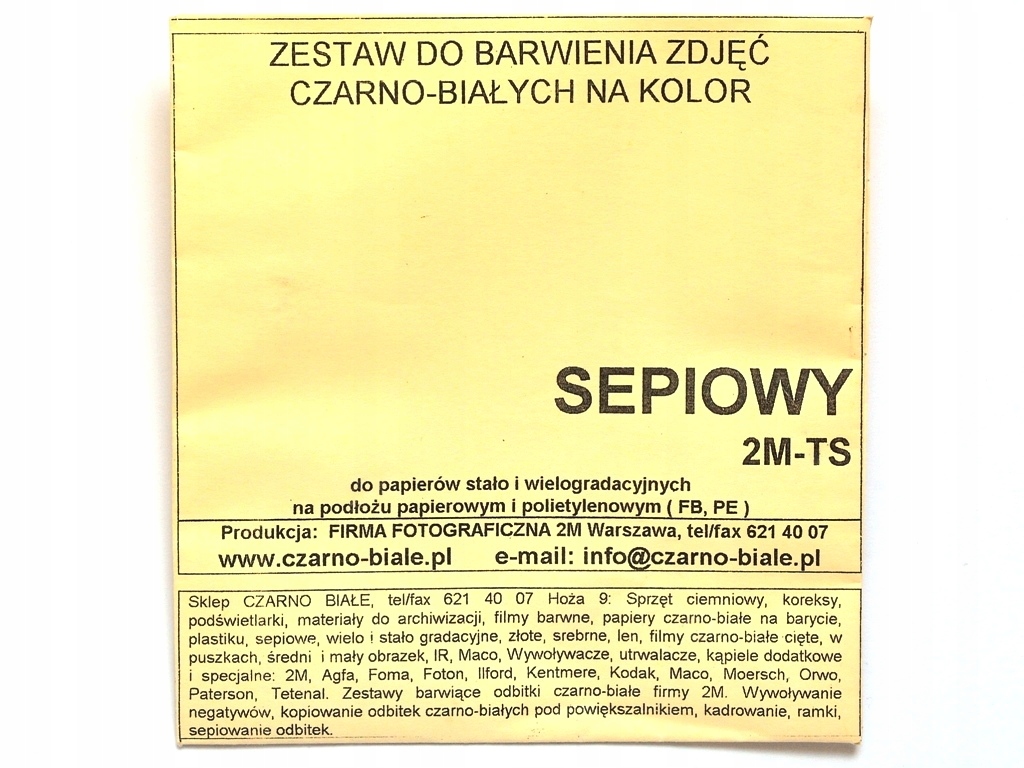 ZESTAW DO BARWIENIA ZDJĘĆ
CZARNO-BIAŁYCH NA KOLOR
SEPIOWY
2M-TS
do papierów stało i wielogradacyjnych
na podłożu papierowym i polietylenowym ( FB, PE )
Produkcja: FIRMA FOTOGRAFICZNA 2M Warszawa, tel/fax 621 40 07
www.czarno-biale.pl e-mail: info@czarno-biale.pl
Sklep CZARNO BIAŁE, tel/fax 621 40 07 Hoża 9: Sprzęt ciemniowy, koreksy,
podświetlarki, materiały do archiwizacji, filmy barwne, papiery czarno-białe na barycie,
plastiku, sepiowe, wielo i stało gradacyjne, złote, srebrne, len, filmy czarno-białe cięte, w
puszkach, średni i mały obrazek, IR, Maco, Wywoływacze, utrwalacze, kąpiele dodatkowe
i specjalne: 2M, Agfa, Foma, Foton, Ilford, Kentmere, Kodak, Maco, Moersch, Orwo,
Paterson, Tetenal. Zestawy barwiące odbitki czarno-białe firmy 2M. Wywoływanie
negatywów, kopiowanie odbitek czarno-białych pod powiększalnikiem, kadrowanie, ramki,
sepiowanie odbitek.